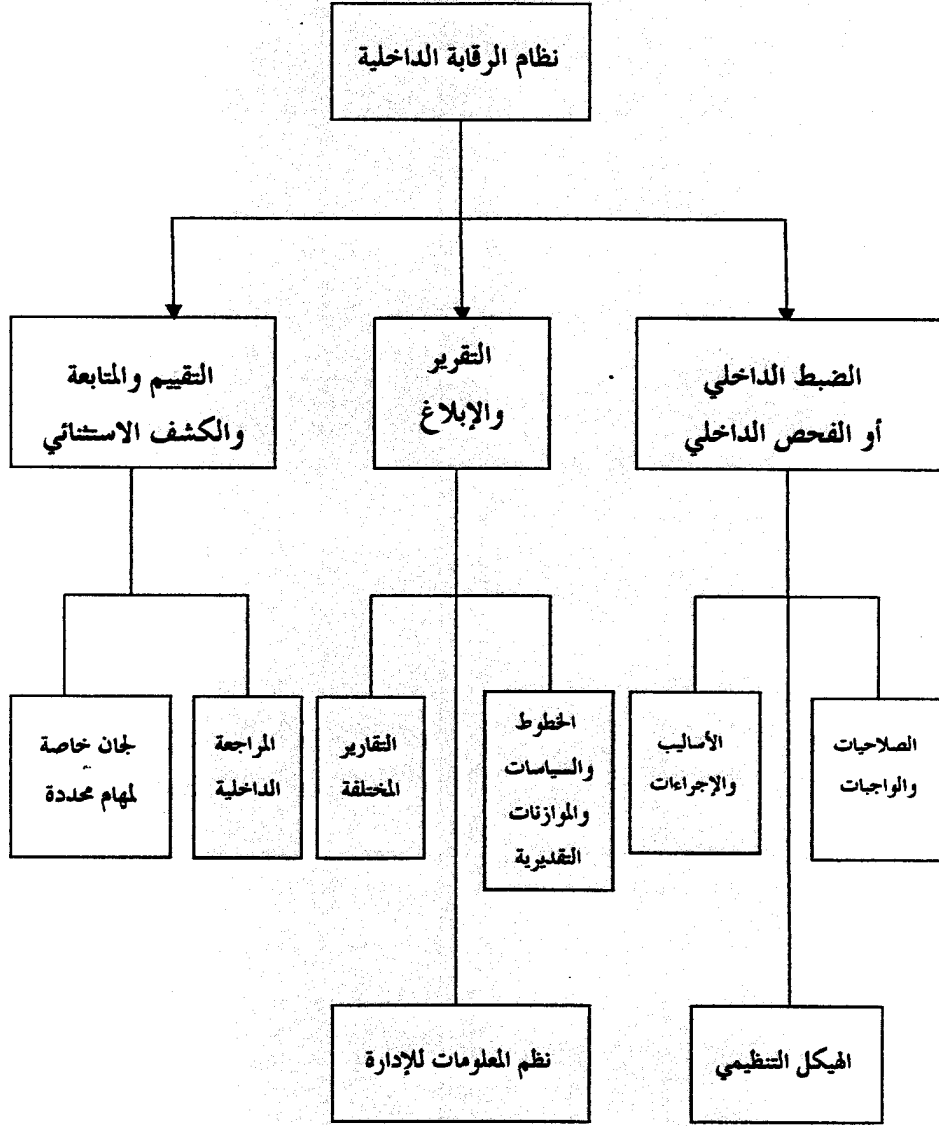 نظام الرقابة الداخلية
الضبط الداخلي
أو الفحص الداخلي
التقرير
والإبلاغ
التقييم والمتابعة
والكشف الاستثنائي
الصلاحيات
والواجبات
الأساليب
والإجراءات
الخطوط
والسياسات
والموازنات
التقديرية
التقارير
المختلفة
المراجعة
الداخلية
لجان خاصة
لمهام محددة
الهيكل التنظيمي
نظم المعلومات للإدارة